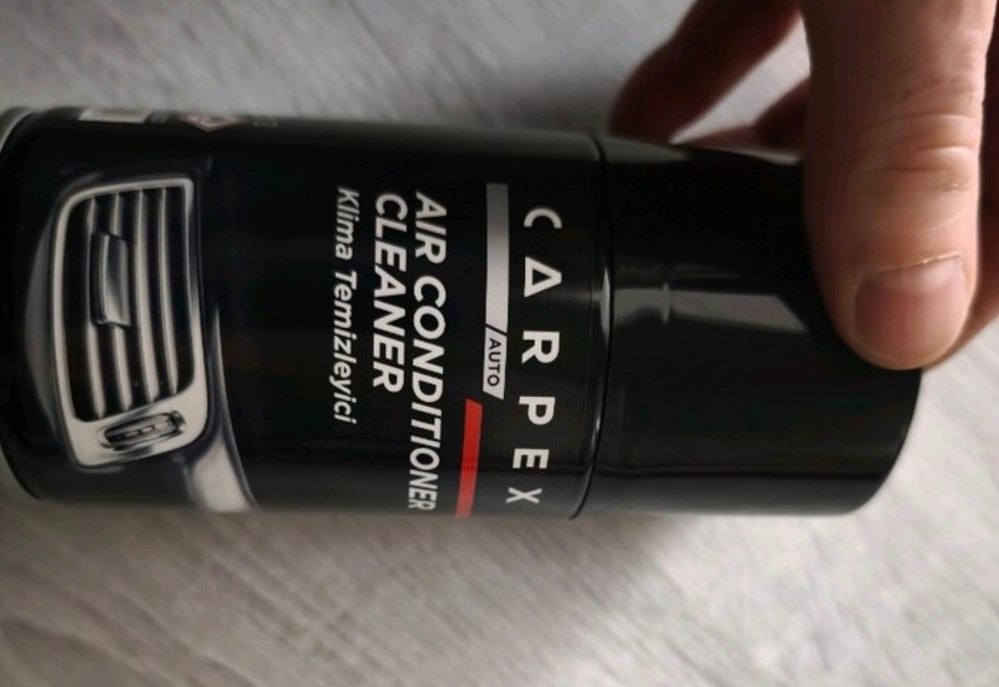 CARPEX
AUTO
AIR CONDITIONER
CLEANER
Klima Temizleyici